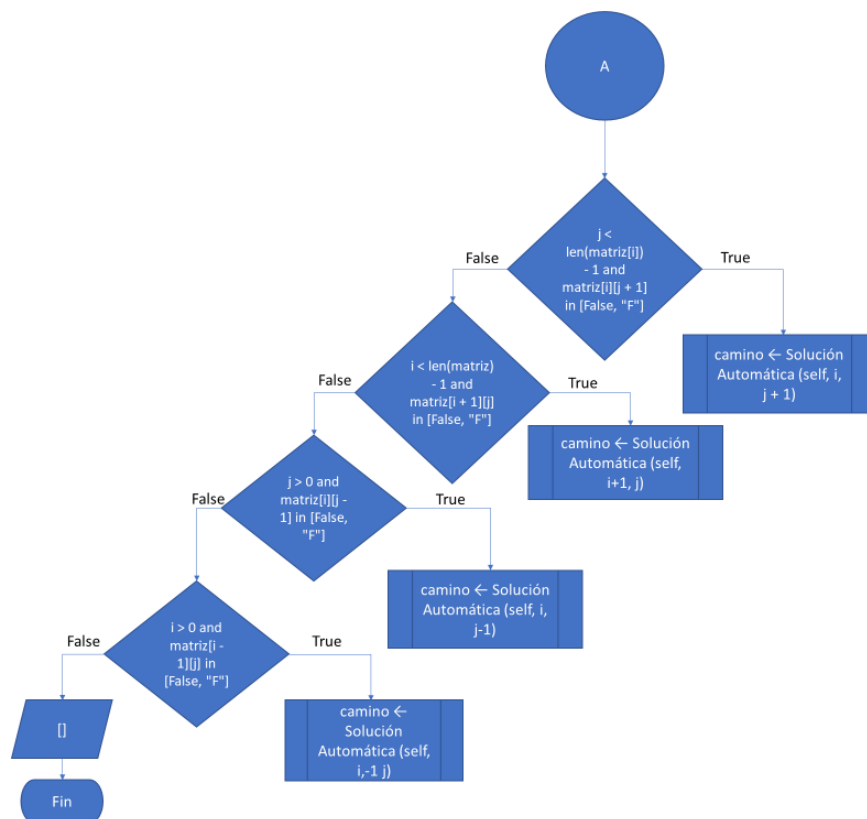 A
j <
len(matriz[i])
- 1 and
matriz[i][j + 1]
in [False, "F"]
False
True
camino ← Solución
Automática (self, i,
j + 1)
i < len(matriz)
- 1 and
matriz[i + 1][j]
in [False, "F"]
False
True
camino ← Solución
Automática (self,
i+1, j)
j > 0 and
matriz[i][j -
1] in [False,
"F"]
False
True
camino ← Solución
Automática (self, i,
j-1)
i > 0 and
matriz[i -
1][j] in
[False, "F"]
False
True
camino ←
Solución
Automática (self,
i,-1 j)
[]
Fin